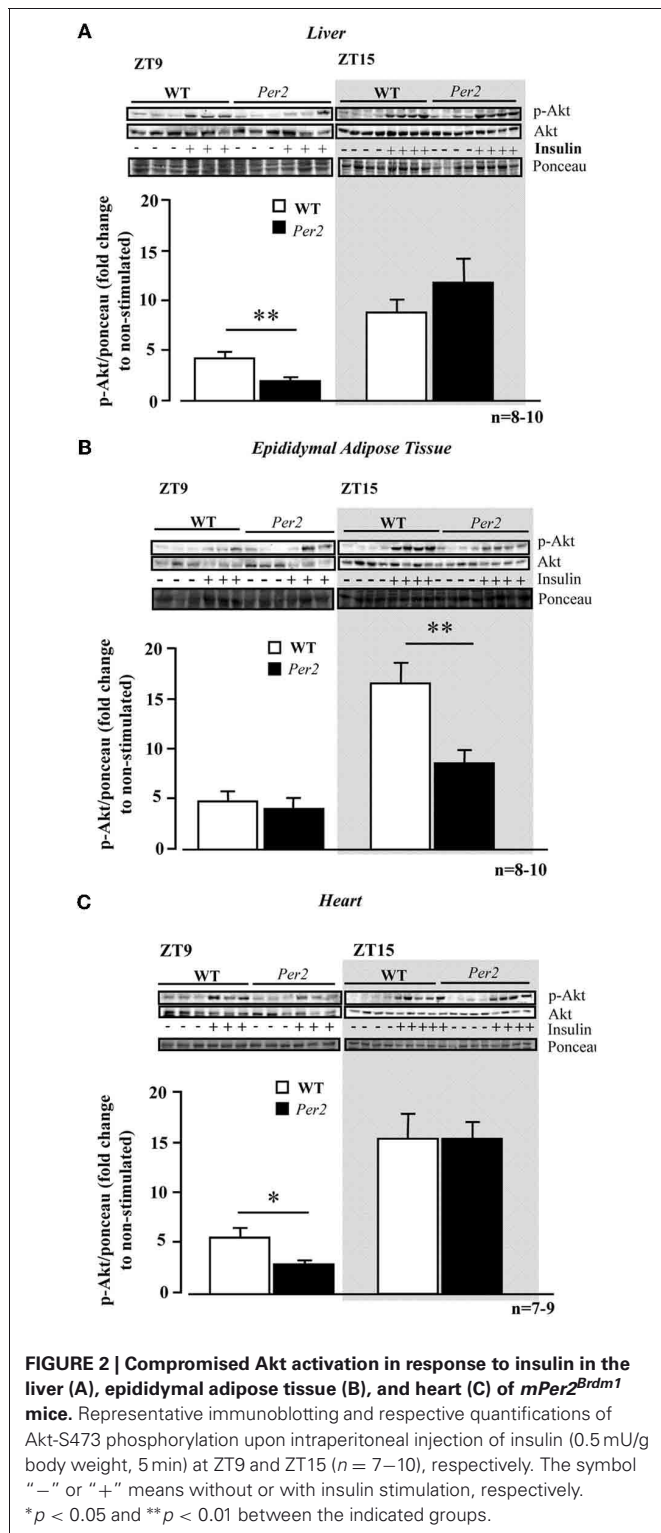 A
Liver
ZT9 ZT15
WT Per2 WT Per2
p-Akt
Akt
- - - + + + - - - + + + - - - - + + + + - - - - + + + + Insulin
Ponceau
p-Akt/ponceau (fold change
to non-stimulated)
20
15
10
5
0
WT
Per2
**
n=8-10
B
Epididymal Adipose Tissue
ZT9 ZT15
WT Per2 WT Per2
p-Akt
Akt
- - - + + + - - - + + + - - - - + + + + - - - - + + + + Insulin
Ponceau
p-Akt/ponceau (fold change
to non-stimulated)
20
15
10
5
0
WT
Per2
**
n=8-10
C
Heart
ZT9 ZT15
WT Per2 WT Per2
p-Akt
Akt
- - - + + + - - - + + + - - - - + + + + + - - - - + + + + Insulin
Ponceau
p-Akt/ponceau (fold change
to non-stimulated)
20
15
10
5
0
WT
Per2
*
n=7-9
FIGURE 2 | Compromised Akt activation in response to insulin in the
liver (A), epididymal adipose tissue (B), and heart (C) of mPer2Brdm1
mice. Representative immunoblotting and respective quantifications of
Akt-S473 phosphorylation upon intraperitoneal injection of insulin (0.5 mU/g
body weight, 5 min) at ZT9 and ZT15 (n = 7–10), respectively. The symbol
“−” or “+” means without or with insulin stimulation, respectively.
*p < 0.05 and **p < 0.01 between the indicated groups.